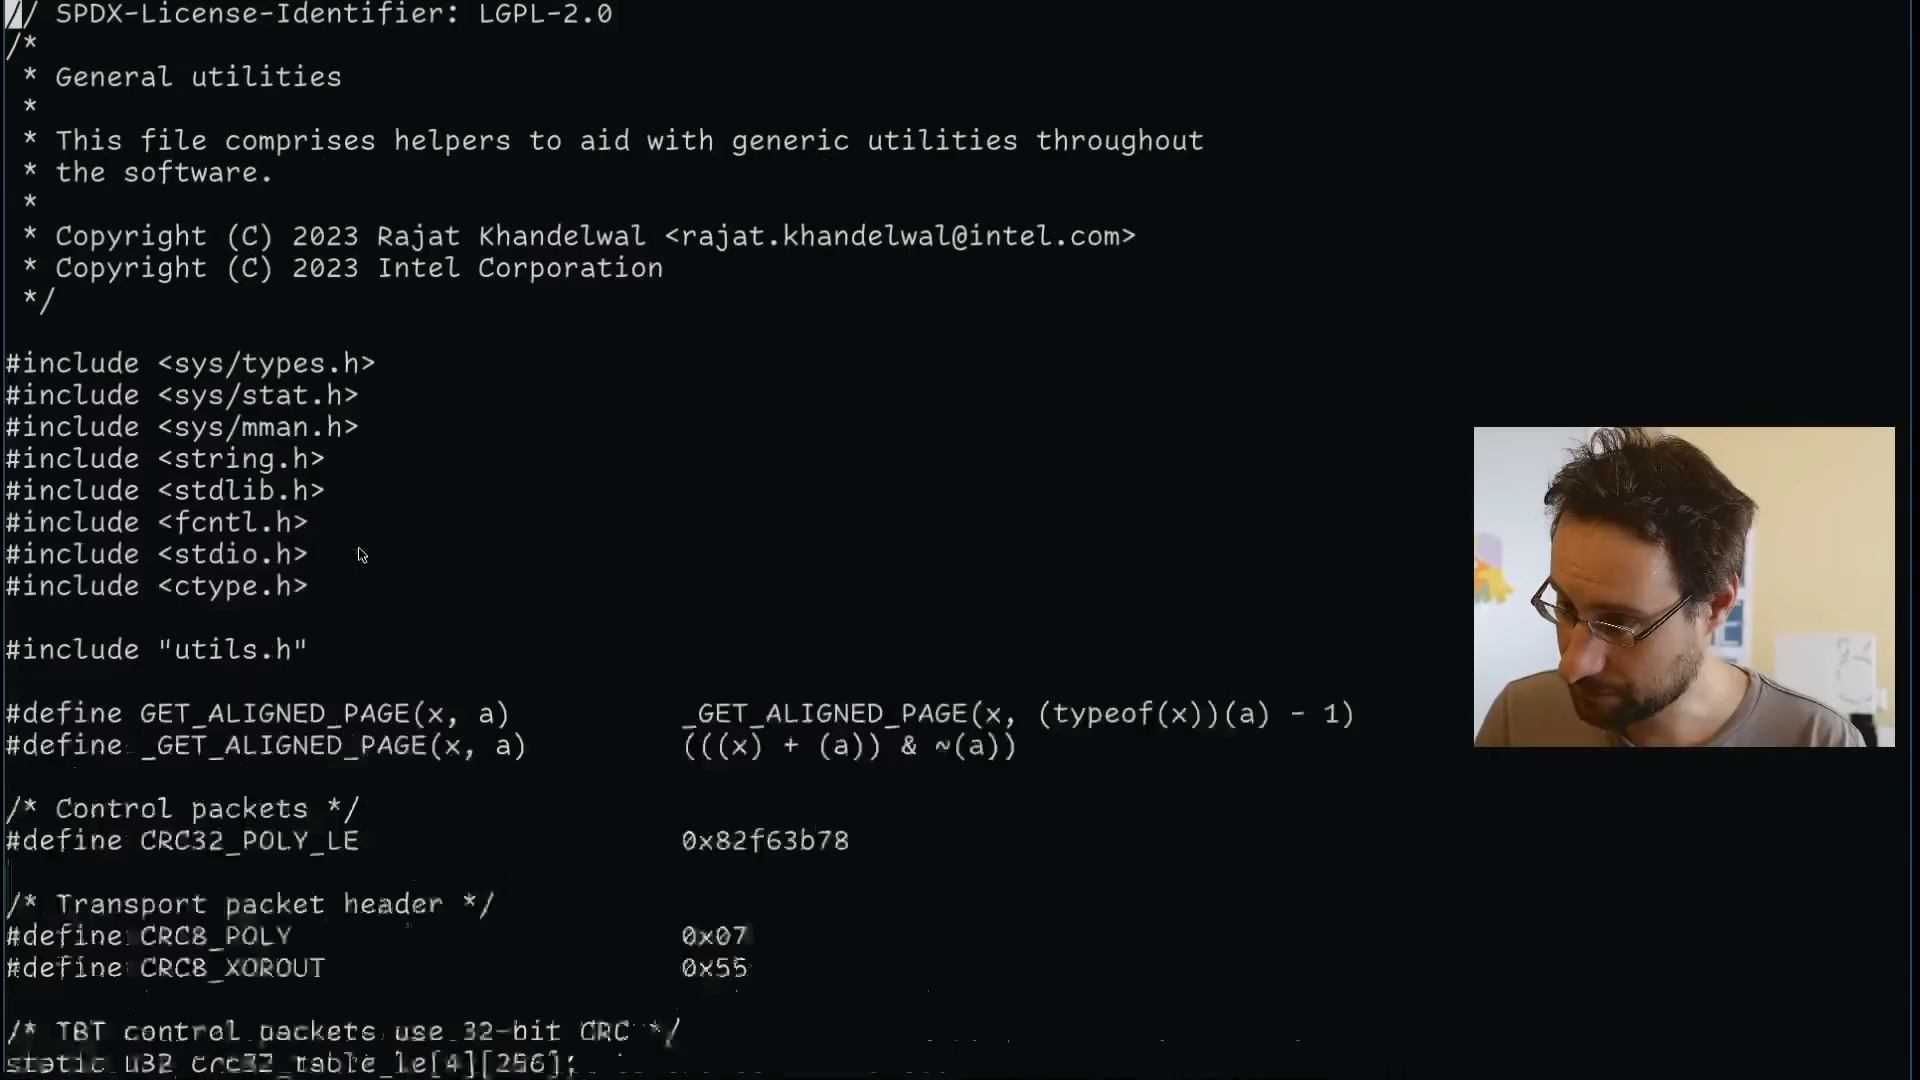 // SPDX-License-Identifier: LGPL-2.0
/*
 * General utilities
 *
 * This file comprises helpers to aid with generic utilities throughout
 * the software.
 *
 * Copyright (C) 2023 Rajat Khandelwal <rajat.khandelwal@intel.com>
 * Copyright (C) 2023 Intel Corporation
 */
#include <sys/types.h>
#include <sys/stat.h>
#include <sys/mman.h>
#include <string.h>
#include <stdlib.h>
#include <fcntl.h>
#include <stdio.h>
#include <ctype.h>
#include "utils.h"
#define GET_ALIGNED_PAGE(x, a) _GET_ALIGNED_PAGE(x, (typeof(x))(a) - 1)
#define _GET_ALIGNED_PAGE(x, a) (((x) + (a)) & ~(a))
/* Control packets */
#define CRC32_POLY_LE 0x82f63b78
/* Transport packet header */
#define CRC8_POLY 0x07
#define CRC8_XOROUT 0x55
/* TBT control packets use 32-bit CRC */
static u32 crc32_table_le[4][256];